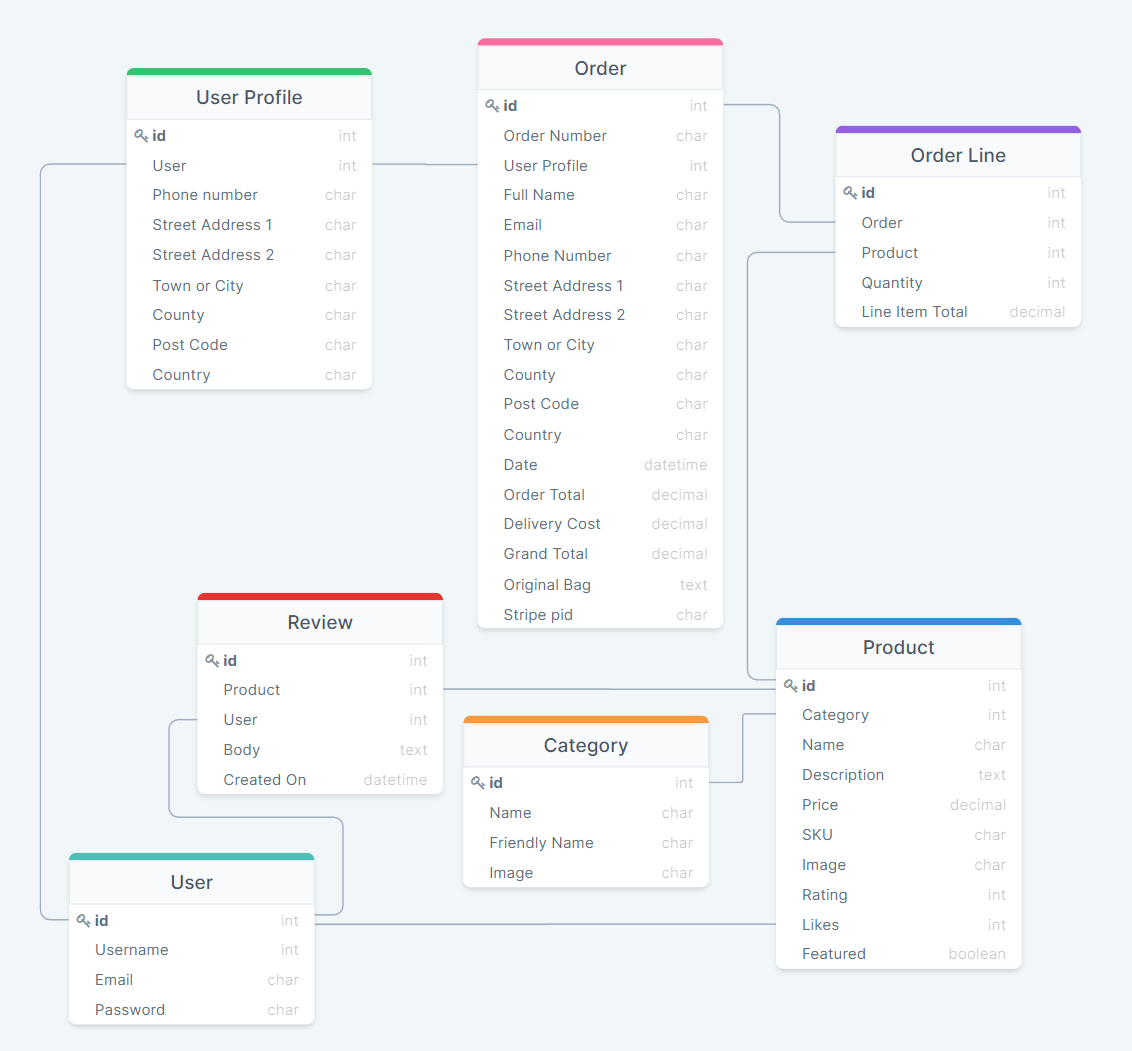 User Profile
id int
User int
Phone number char
Street Address 1 char
Street Address 2 char
Town or City char
County char
Post Code char
Country char
Order
id int
Order Number char
User Profile int
Full Name char
Email char
Phone Number char
Street Address 1 char
Street Address 2 char
Town or City char
County char
Post Code char
Country char
Date datetime
Order Total decimal
Delivery Cost decimal
Grand Total decimal
Original Bag text
Stripe pid char
Order Line
id int
Order int
Product int
Quantity int
Line Item Total decimal
Review
id int
Product int
User int
Body text
Created On datetime
Category
id int
Name char
Friendly Name char
Image char
Product
id int
Category int
Name char
Description text
Price decimal
SKU char
Image char
Rating int
Likes int
Featured boolean
User
id int
Username int
Email char
Password char